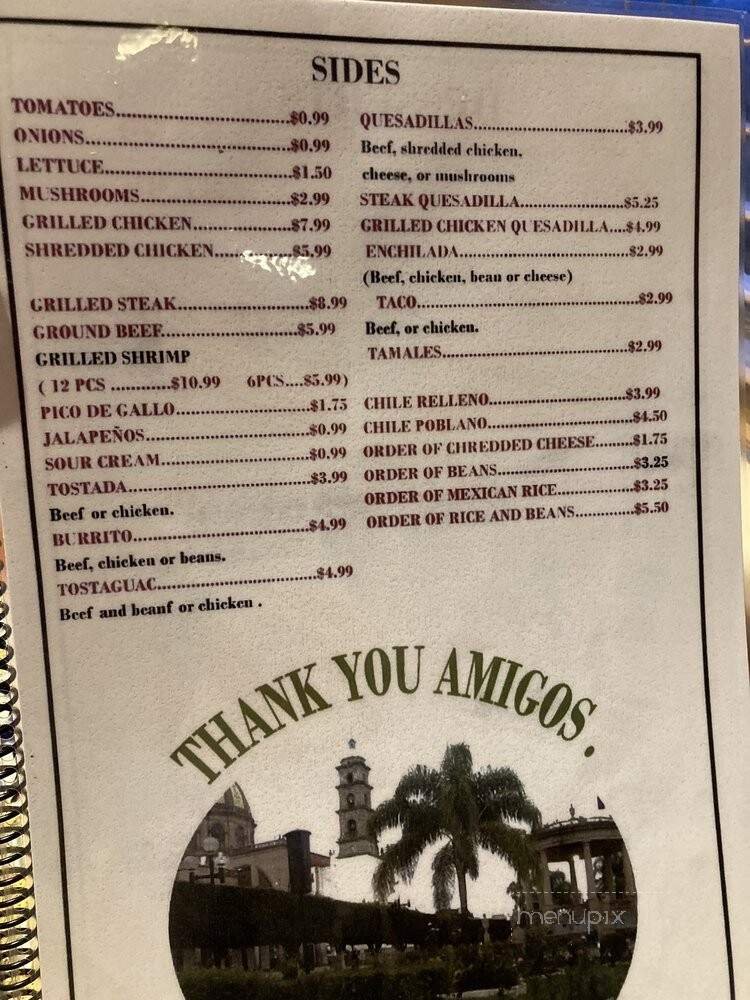 SIDES
TOMATOES..............................$0.99
ONIONS...................................$0.99
LETTUCE.................................$1.50
MUSHROOMS..........................$2.99
GRILLED CHICKEN..................$7.99
SHREDDED CHICKEN..............$5.99
GRILLED STEAK.......................$8.99
GROUND BEEF.........................$5.99
GRILLED SHRIMP
( 12 PCS ............$10.99 6PCS....$5.99)
PICO DE GALLO.......................$1.75
JALAPEÑOS.............................$0.99
SOUR CREAM..........................$0.99
TOSTADA................................$3.99
Beef or chicken.
BURRITO................................$4.99
Beef, chicken or beans.
TOSTAGUAC............................$4.99
Beef and beanf or chicken .
QUESADILLAS..........................$3.99
Beef, shredded chicken,
cheese, or mushrooms
STEAK QUESADILLA..................$5.25
GRILLED CHICKEN QUESADILLA....$4.99
ENCHILADA.............................$2.99
(Beef, chicken, bean or cheese)
TACO......................................$2.99
Beef, or chicken.
TAMALES................................$2.99
CHILE RELLENO.......................$3.99
CHILE POBLANO.......................$4.50
ORDER OF CHREDDED CHEESE.......$1.75
ORDER OF BEANS......................$3.25
ORDER OF MEXICAN RICE.............$3.25
ORDER OF RICE AND BEANS...........$5.50
THANK YOU AMIGOS.
menupix